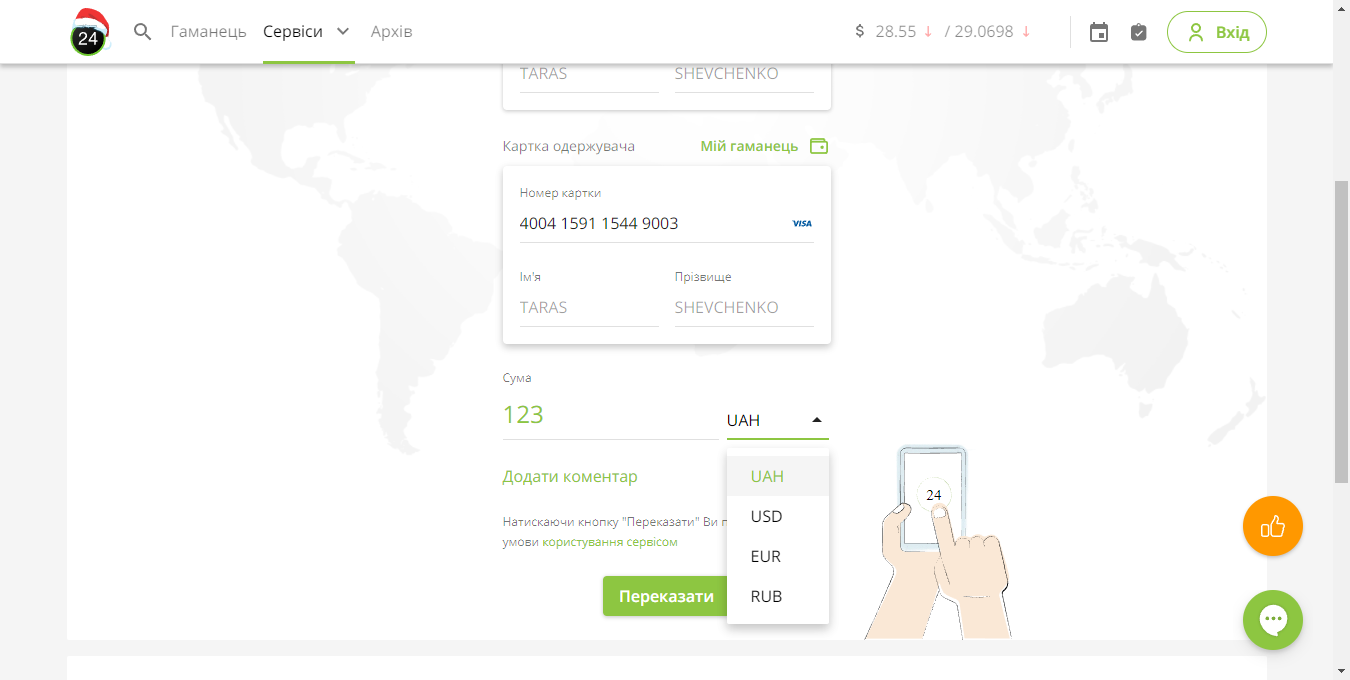 24
Гаманець
Сервіси
Архів
$ 28.55 ↓ / 29.0698 ↓
Вхід
TARAS
SHEVCHENKO
Картка одержувача
Мій гаманець
Номер картки
4004 1591 1544 9003
VISA
Ім'я
Прізвище
TARAS
SHEVCHENKO
Сума
123
UAH
UAH
USD
EUR
RUB
Додати коментар
Натискаючи кнопку "Переказати" Ви
умови користування сервісом
Переказати
24